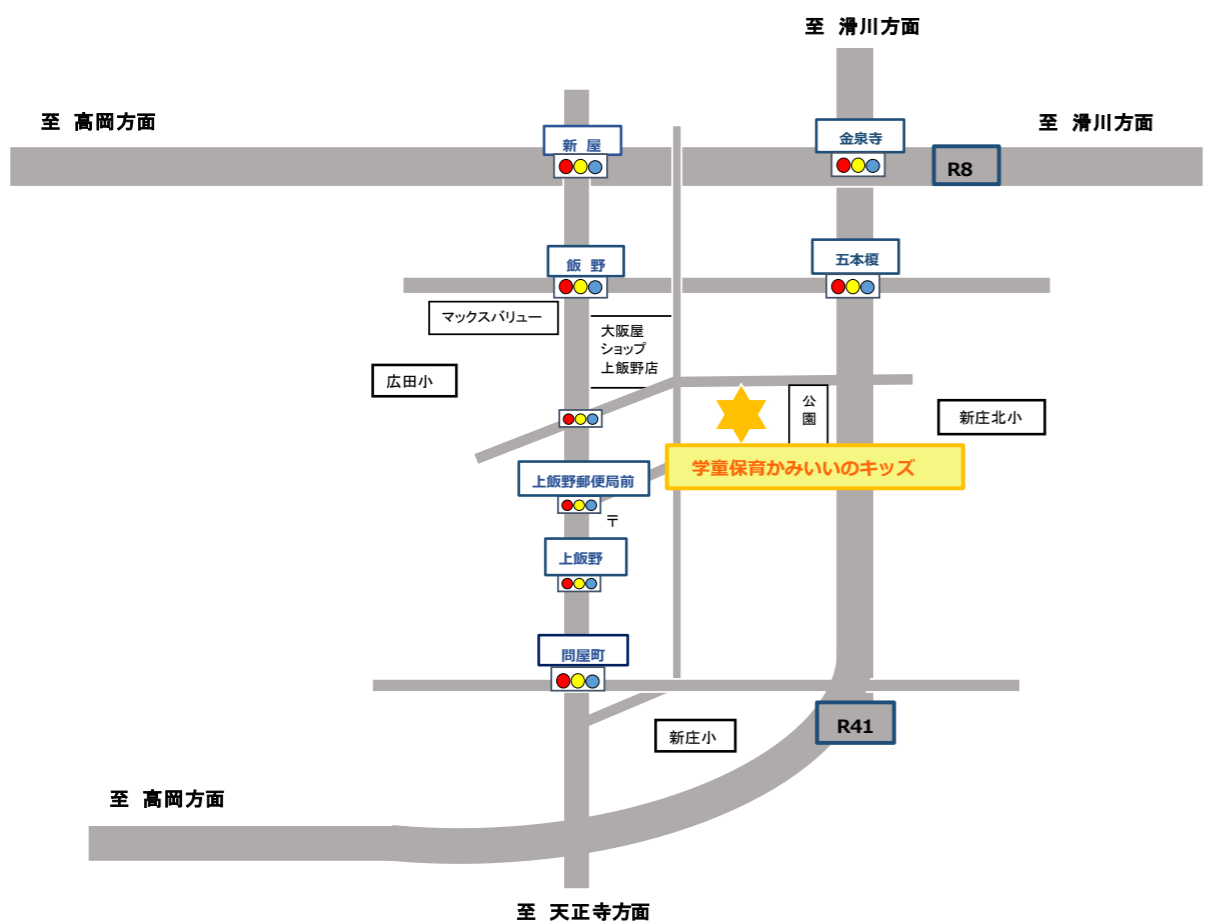 至 滑川方面
至 高岡方面
至 滑川方面
新 屋
金泉寺
R8
飯 野
五本榎
マックスバリュー
大阪屋
ショップ
上飯野店
広田小
公
園
新庄北小
学童保育かみいいのキッズ
上飯野郵便局前
〒
上飯野
問屋町
新庄小
R41
至 高岡方面
至 天正寺方面